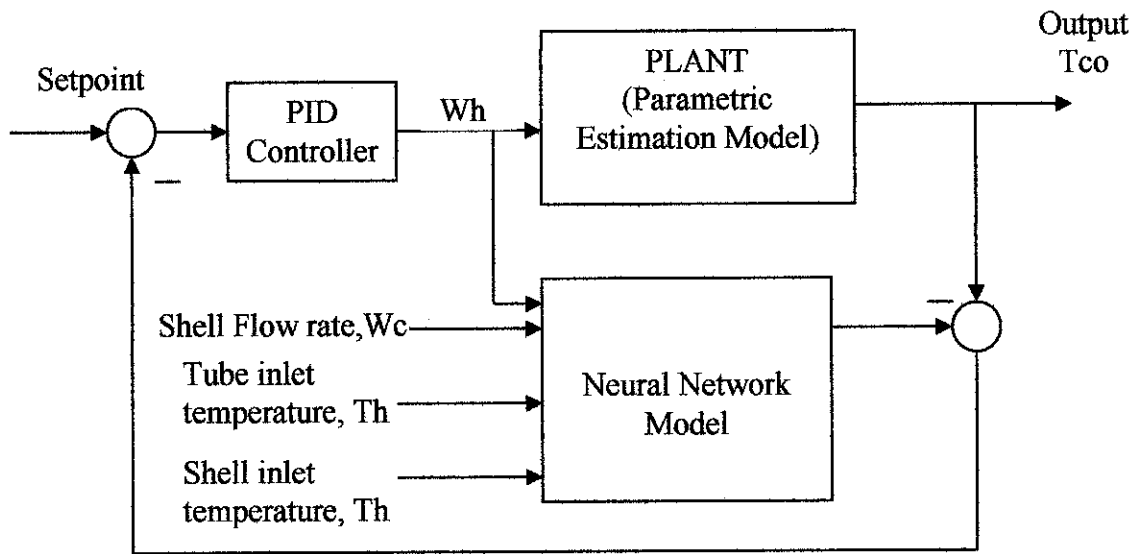 Output
Tco
Setpoint
PLANT
(Parametric
Estimation Model)
PID
Controller
Wh
–
–
Shell Flow rate,Wc
Tube inlet
temperature, Th
Neural Network
Model
Shell inlet
temperature, Th